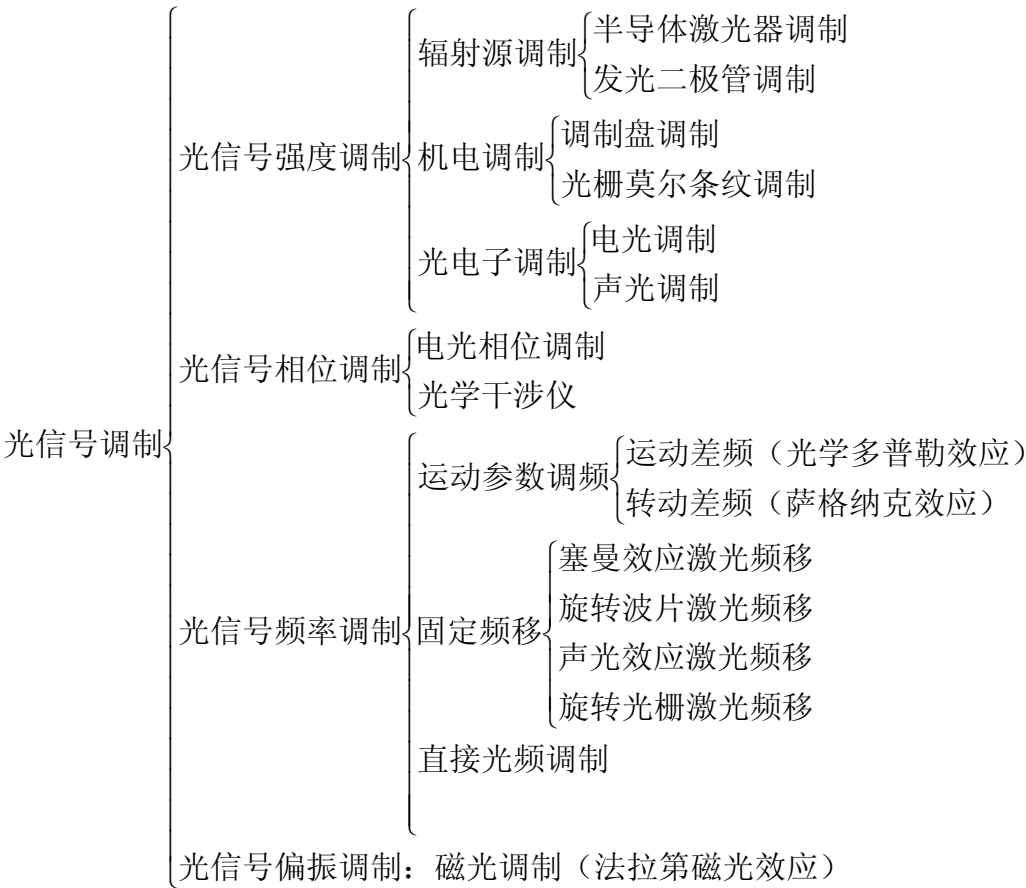 光信号调制
光信号强度调制
辐射源调制
半导体激光器调制
发光二极管调制
机电调制
调制盘调制
光栅莫尔条纹调制
光电子调制
电光调制
声光调制
光信号相位调制
电光相位调制
光学干涉仪
光信号频率调制
运动参数调频
运动差频（光学多普勒效应）
转动差频（萨格纳克效应）
固定频移
塞曼效应激光频移
旋转波片激光频移
声光效应激光频移
旋转光栅激光频移
直接光频调制
光信号偏振调制：磁光调制（法拉第磁光效应）